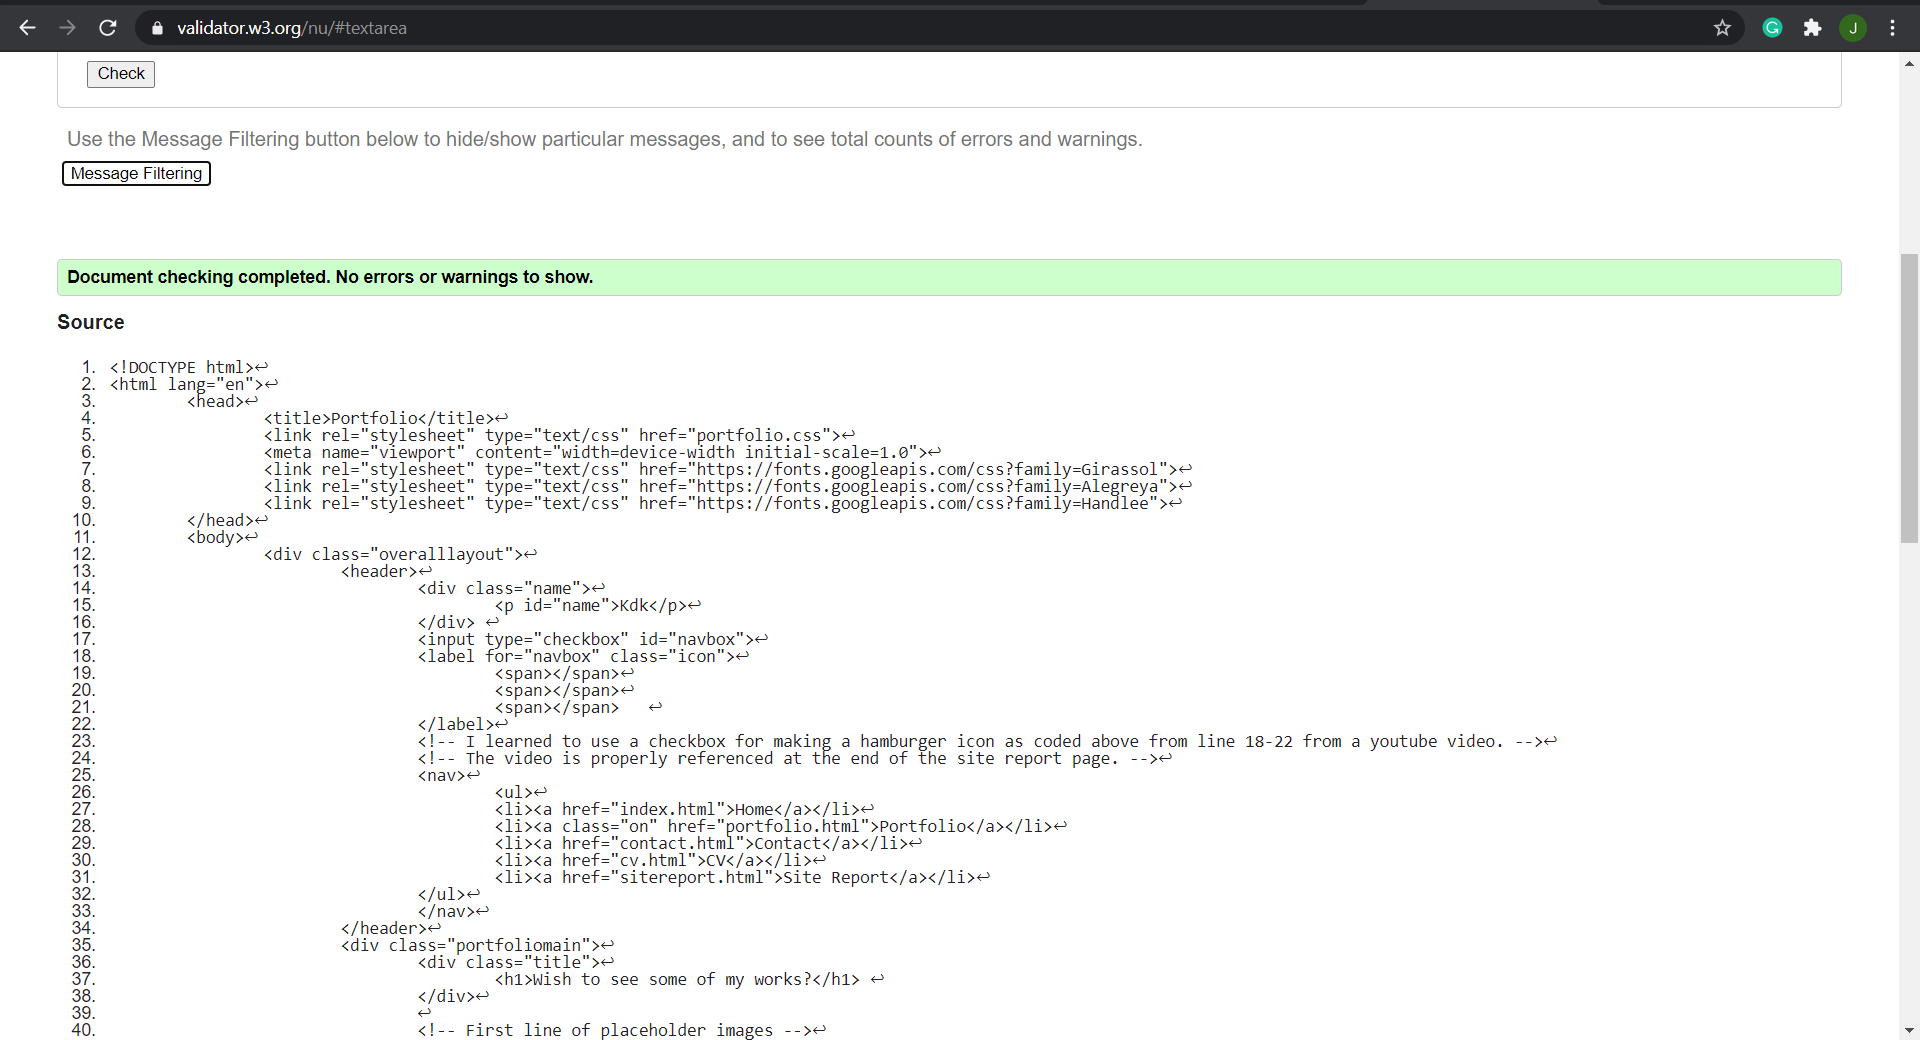 validator.w3.org/nu/#textarea
J
Check
Use the Message Filtering button below to hide/show particular messages, and to see total counts of errors and warnings.
Message Filtering
Document checking completed. No errors or warnings to show.
Source
1. <!DOCTYPE html>↩
2. <html lang="en">↩
3. <head>↩
4. <title>Portfolio</title>↩
5. <link rel="stylesheet" type="text/css" href="portfolio.css">↩
6. <meta name="viewport" content="width=device-width initial-scale=1.0">↩
7. <link rel="stylesheet" type="text/css" href="https://fonts.googleapis.com/css?family=Girassol">↩
8. <link rel="stylesheet" type="text/css" href="https://fonts.googleapis.com/css?family=Alegreya">↩
9. <link rel="stylesheet" type="text/css" href="https://fonts.googleapis.com/css?family=Handlee">↩
10. </head>↩
11. <body>↩
12. <div class="overalllayout">↩
13. <header>↩
14. <div class="name">↩
15. <p id="name">Kdk</p>↩
16. </div> ↩
17. <input type="checkbox" id="navbox">↩
18. <label for="navbox" class="icon">↩
19. <span></span>↩
20. <span></span>↩
21. <span></span> ↩
22. </label>↩
23. <!-- I learned to use a checkbox for making a hamburger icon as coded above from line 18-22 from a youtube video. -->↩
24. <!-- The video is properly referenced at the end of the site report page. -->↩
25. <nav>↩
26. <ul>↩
27. <li><a href="index.html">Home</a></li>↩
28. <li><a class="on" href="portfolio.html">Portfolio</a></li>↩
29. <li><a href="contact.html">Contact</a></li>↩
30. <li><a href="cv.html">CV</a></li>↩
31. <li><a href="sitereport.html">Site Report</a></li>↩
32. </ul>↩
33. </nav>↩
34. </header>↩
35. <div class="portfoliomain">↩
36. <div class="title">↩
37. <h1>Wish to see some of my works?</h1> ↩
38. </div>↩
39. ↩
40. <!-- First line of placeholder images -->↩